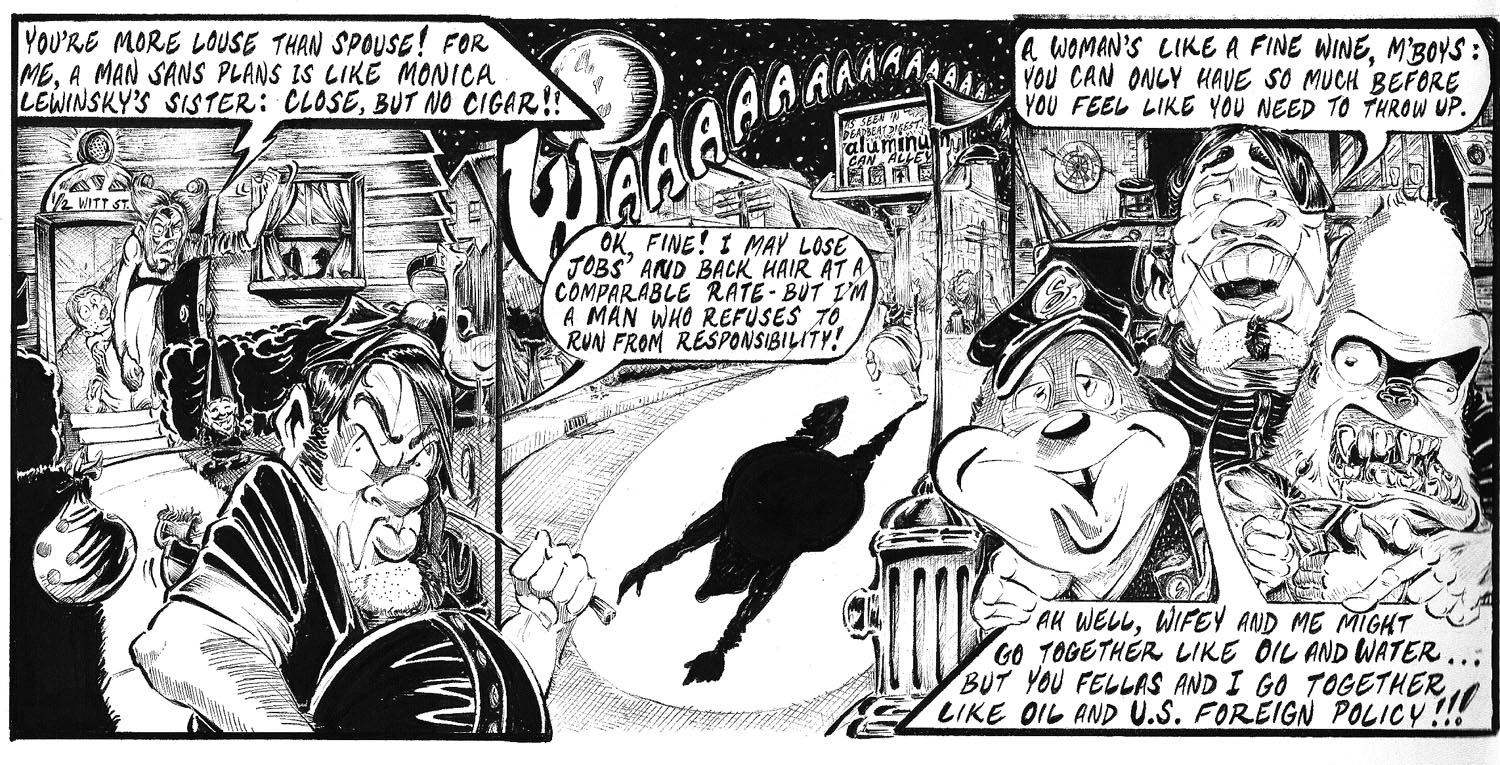 YOU'RE MORE LOUSE THAN SPOUSE! FOR
ME, A MAN SANS PLANS IS LIKE MONICA
LEWINSKY'S SISTER: CLOSE, BUT NO CIGAR!!
1/2 WITT ST.
WAAAAAAAAAAAAA
AS SEEN IN
DEADBEAT DIGEST
aluminum
CAN ALLEY
OK, FINE! I MAY LOSE
JOBS' AND BACK HAIR AT A
COMPARABLE RATE - BUT I'M
A MAN WHO REFUSES TO
RUN FROM RESPONSIBILITY!
A WOMAN'S LIKE A FINE WINE, M'BOYS:
YOU CAN ONLY HAVE SO MUCH BEFORE
YOU FEEL LIKE YOU NEED TO THROW UP.
S
AH WELL, WIFEY AND ME MIGHT
GO TOGETHER LIKE OIL AND WATER...
BUT YOU FELLAS AND I GO TOGETHER
LIKE OIL AND U.S. FOREIGN POLICY!!!